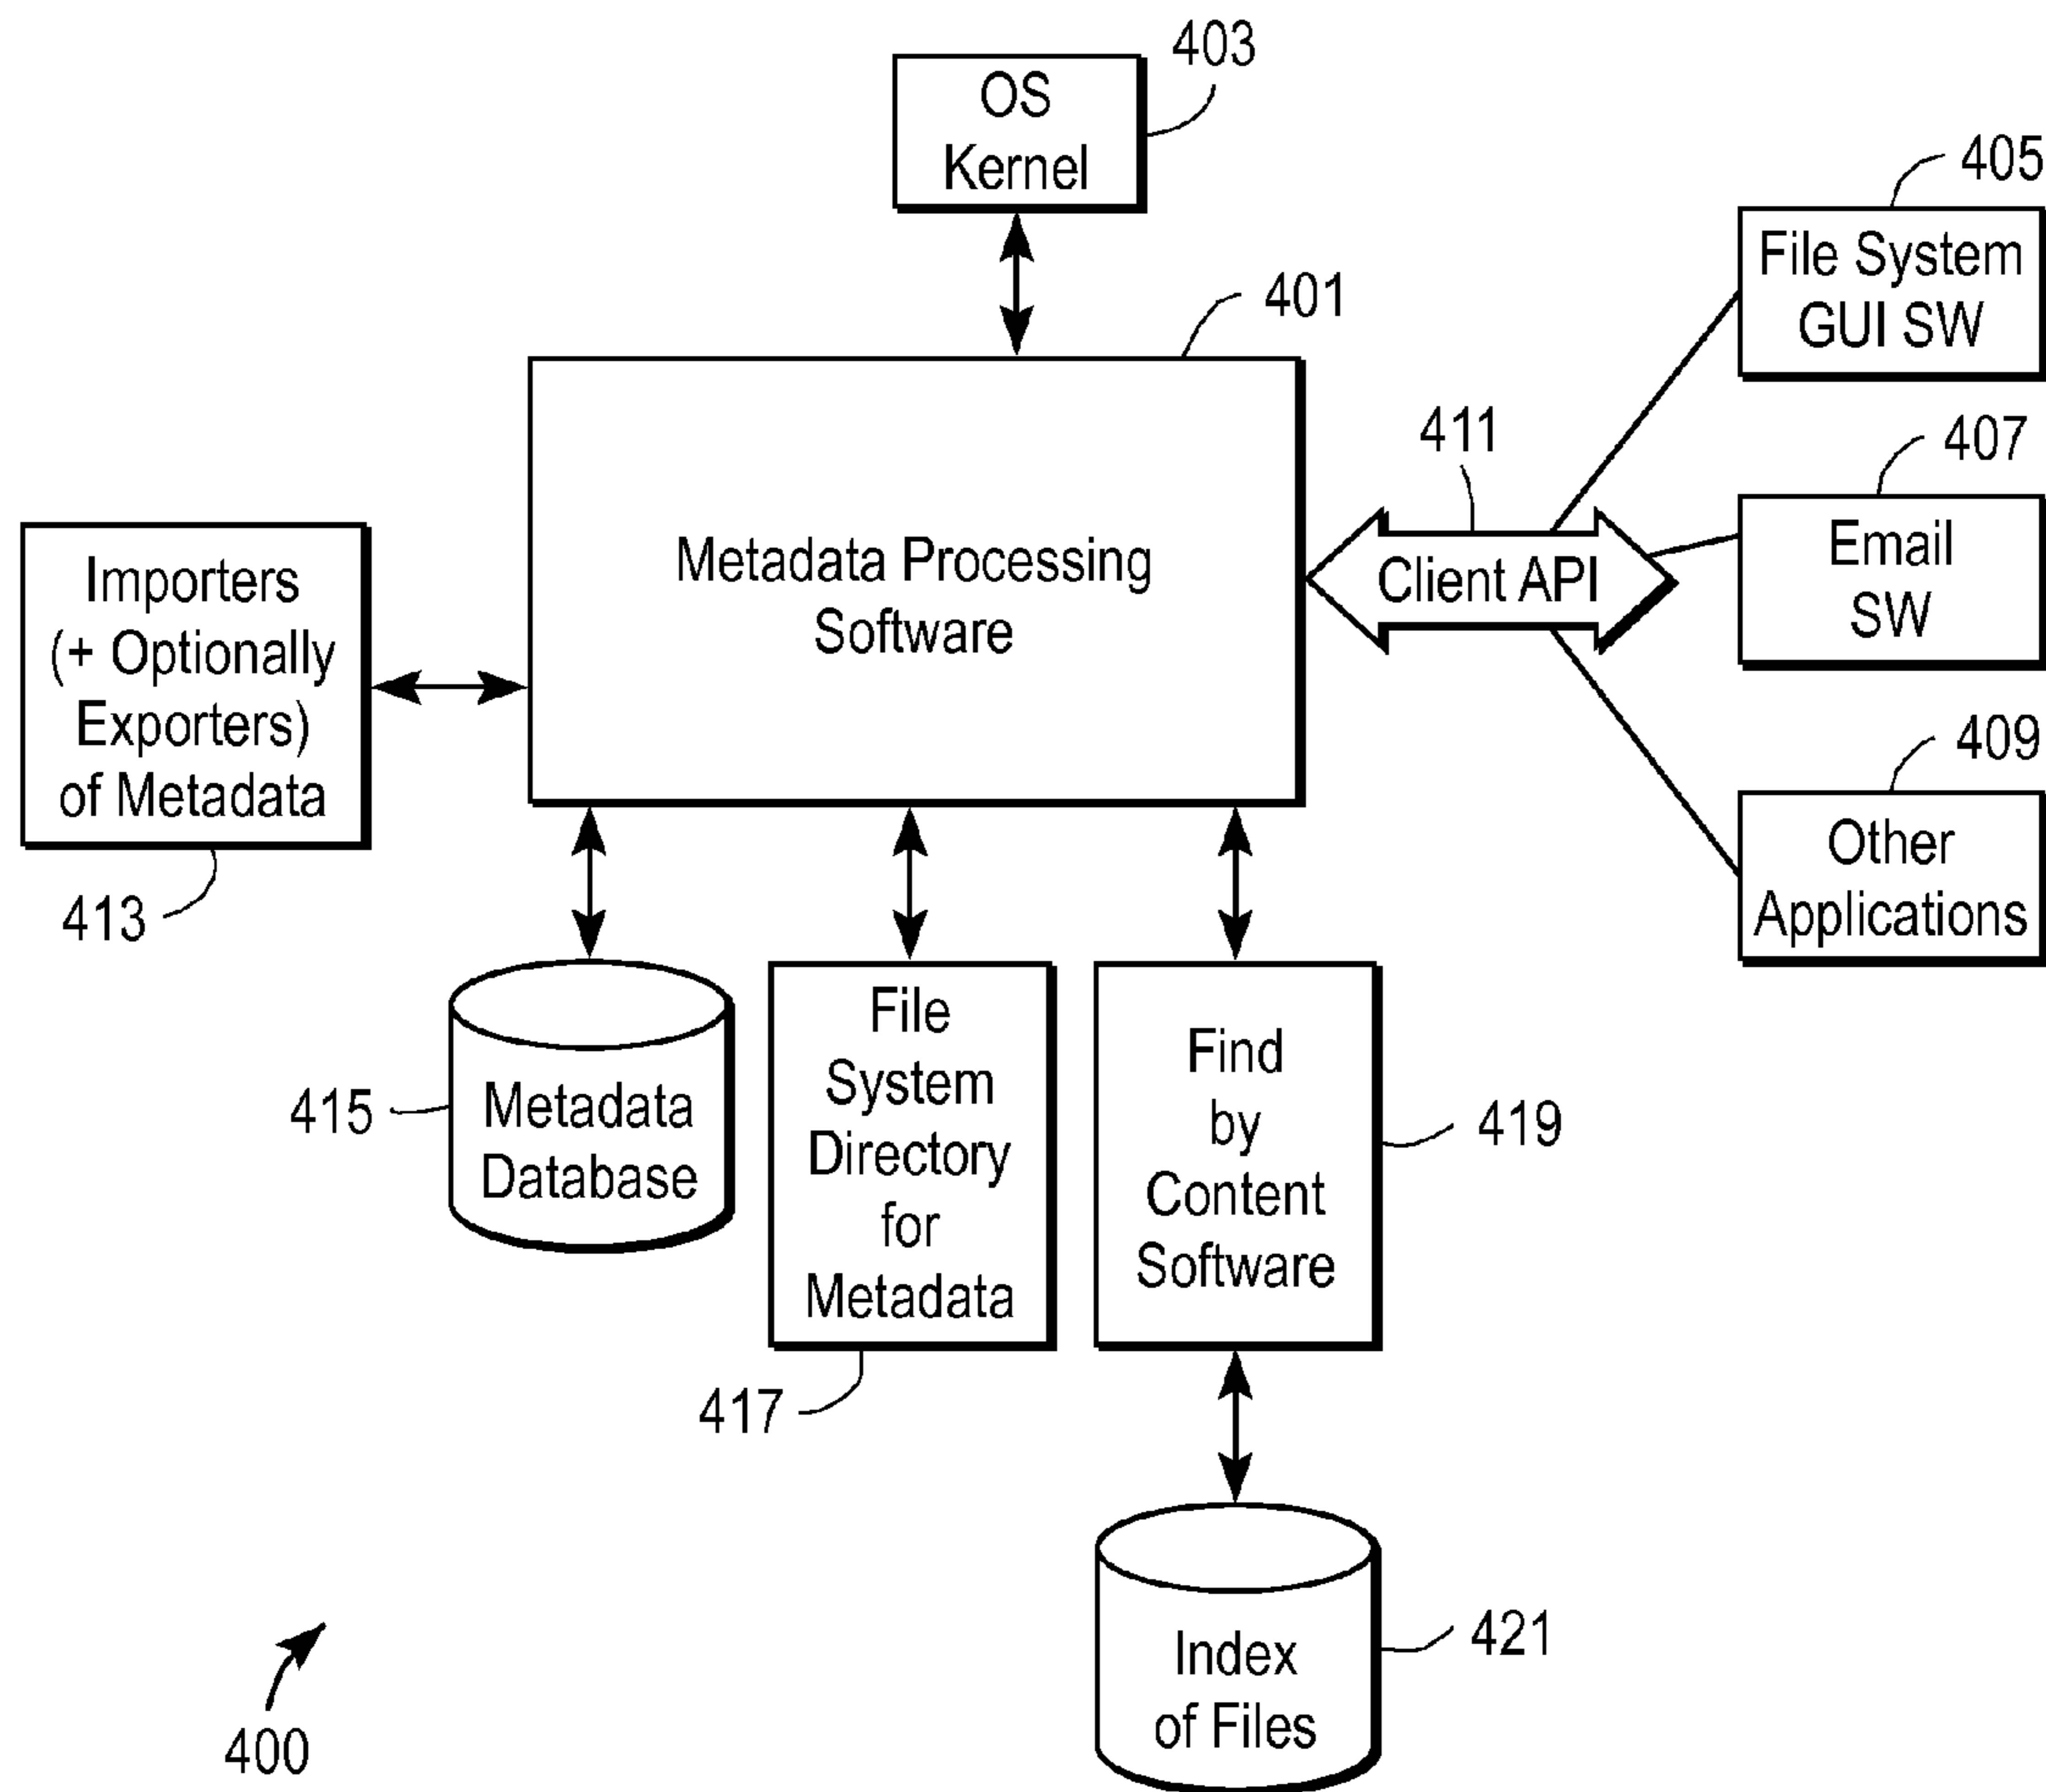 403
OS
Kernel
405
File System
GUI SW
401
411
407
Email
SW
Client API
Metadata Processing
Software
Importers
(+ Optionally
Exporters)
of Metadata
413
409
Other
Applications
415
Metadata
Database
File
System
Directory
for
Metadata
417
Find
by
Content
Software
419
Index
of Files
421
400